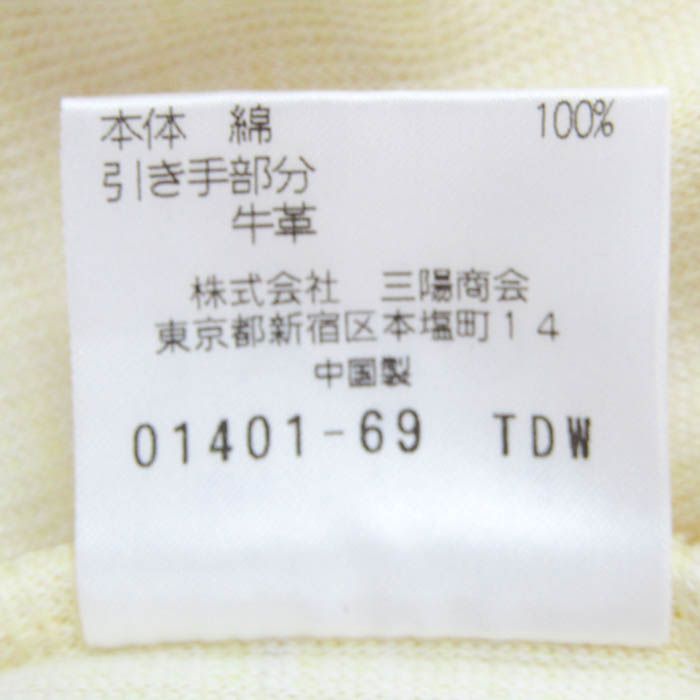 本体　綿　100%
引き手部分
牛革
株式会社　三陽商会
東京都新宿区本塩町１４
中国製
01401-69 TDW